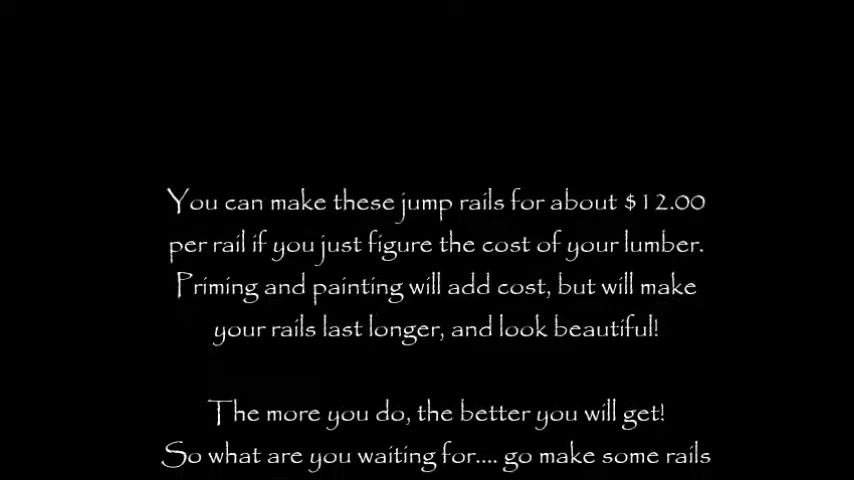 You can make these jump rails for about $12.00
per rail if you just figure the cost of your lumber.
Priming and painting will add cost, but will make
your rails last longer, and look beautiful!
The more you do, the better you will get!
So what are you waiting for.... go make some rails